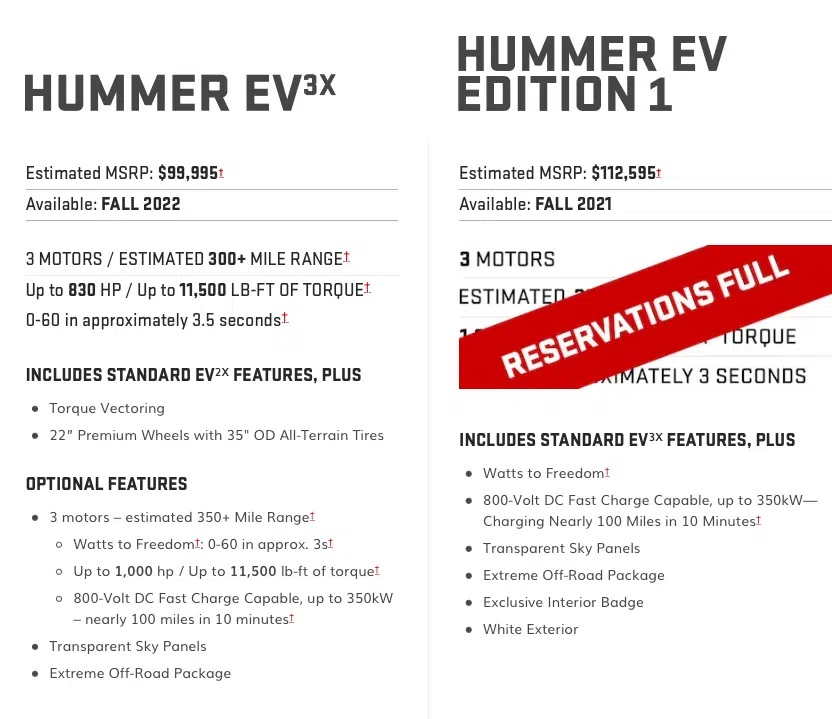 HUMMER EV3X
Estimated MSRP: $99,995†
Available: FALL 2022
3 MOTORS / ESTIMATED 300+ MILE RANGE†
Up to 830 HP / Up to 11,500 LB-FT OF TORQUE†
0-60 in approximately 3.5 seconds†
INCLUDES STANDARD EV2X FEATURES, PLUS
• Torque Vectoring
• 22” Premium Wheels with 35" OD All-Terrain Tires
OPTIONAL FEATURES
• 3 motors – estimated 350+ Mile Range†
◦ Watts to Freedom†: 0-60 in approx. 3s†
◦ Up to 1,000 hp / Up to 11,500 lb-ft of torque†
◦ 800-Volt DC Fast Charge Capable, up to 350kW
– nearly 100 miles in 10 minutes†
• Transparent Sky Panels
• Extreme Off-Road Package
HUMMER EV
EDITION 1
Estimated MSRP: $112,595†
Available: FALL 2021
3 MOTORS
ESTIMATED
RESERVATIONS FULL
TORQUE
3 SECONDS
INCLUDES STANDARD EV3X FEATURES, PLUS
• Watts to Freedom†
• 800-Volt DC Fast Charge Capable, up to 350kW—
Charging Nearly 100 Miles in 10 Minutes†
• Transparent Sky Panels
• Extreme Off-Road Package
• Exclusive Interior Badge
• White Exterior